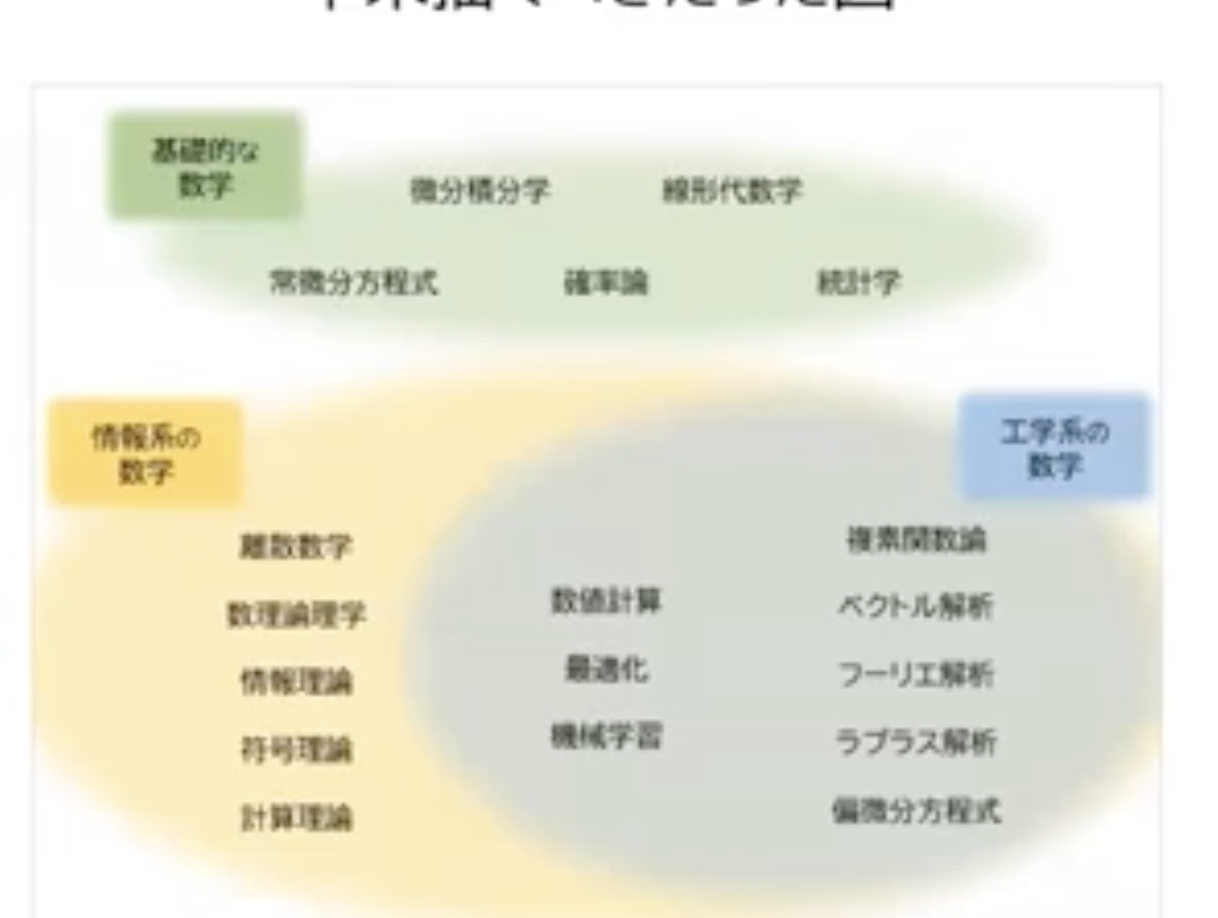 基礎的な
数学
微分積分学 線形代数学
常微分方程式 確率論 統計学
情報系の
数学
工学系の
数学
離散数学
数理論理学
情報理論
符号理論
計算理論
数値計算
最適化
機械学習
複素関数論
ベクトル解析
フーリエ解析
ラプラス解析
偏微分方程式